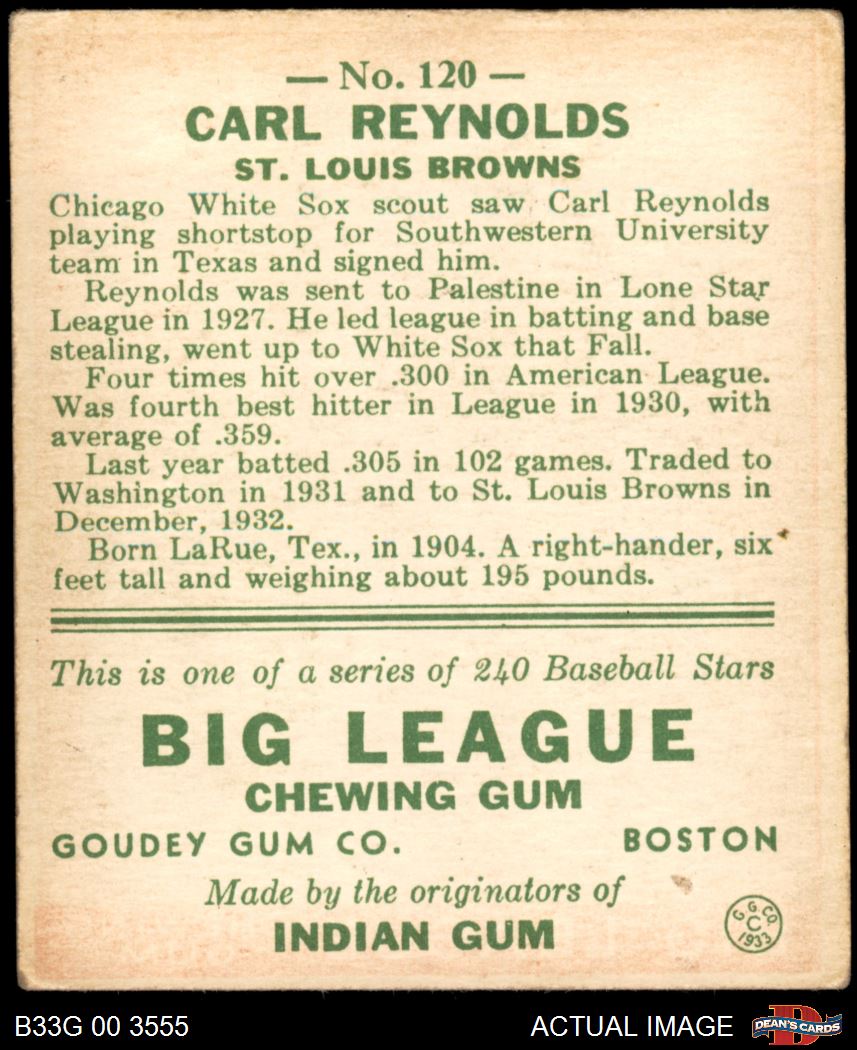 — No. 120 —
CARL REYNOLDS
ST. LOUIS BROWNS
Chicago White Sox scout saw Carl Reynolds
playing shortstop for Southwestern University
team in Texas and signed him.
Reynolds was sent to Palestine in Lone Star
League in 1927. He led league in batting and base
stealing, went up to White Sox that Fall.
Four times hit over .300 in American League.
Was fourth best hitter in League in 1930, with
average of .359.
Last year batted .305 in 102 games. Traded to
Washington in 1931 and to St. Louis Browns in
December, 1932.
Born LaRue, Tex., in 1904. A right-hander, six
feet tall and weighing about 195 pounds.
This is one of a series of 240 Baseball Stars
BIG LEAGUE
CHEWING GUM
GOUDEY GUM CO. BOSTON
Made by the originators of
INDIAN GUM
G. G. CO.
C
1933
B33G 00 3555 ACTUAL IMAGE D DEAN'S CARDS